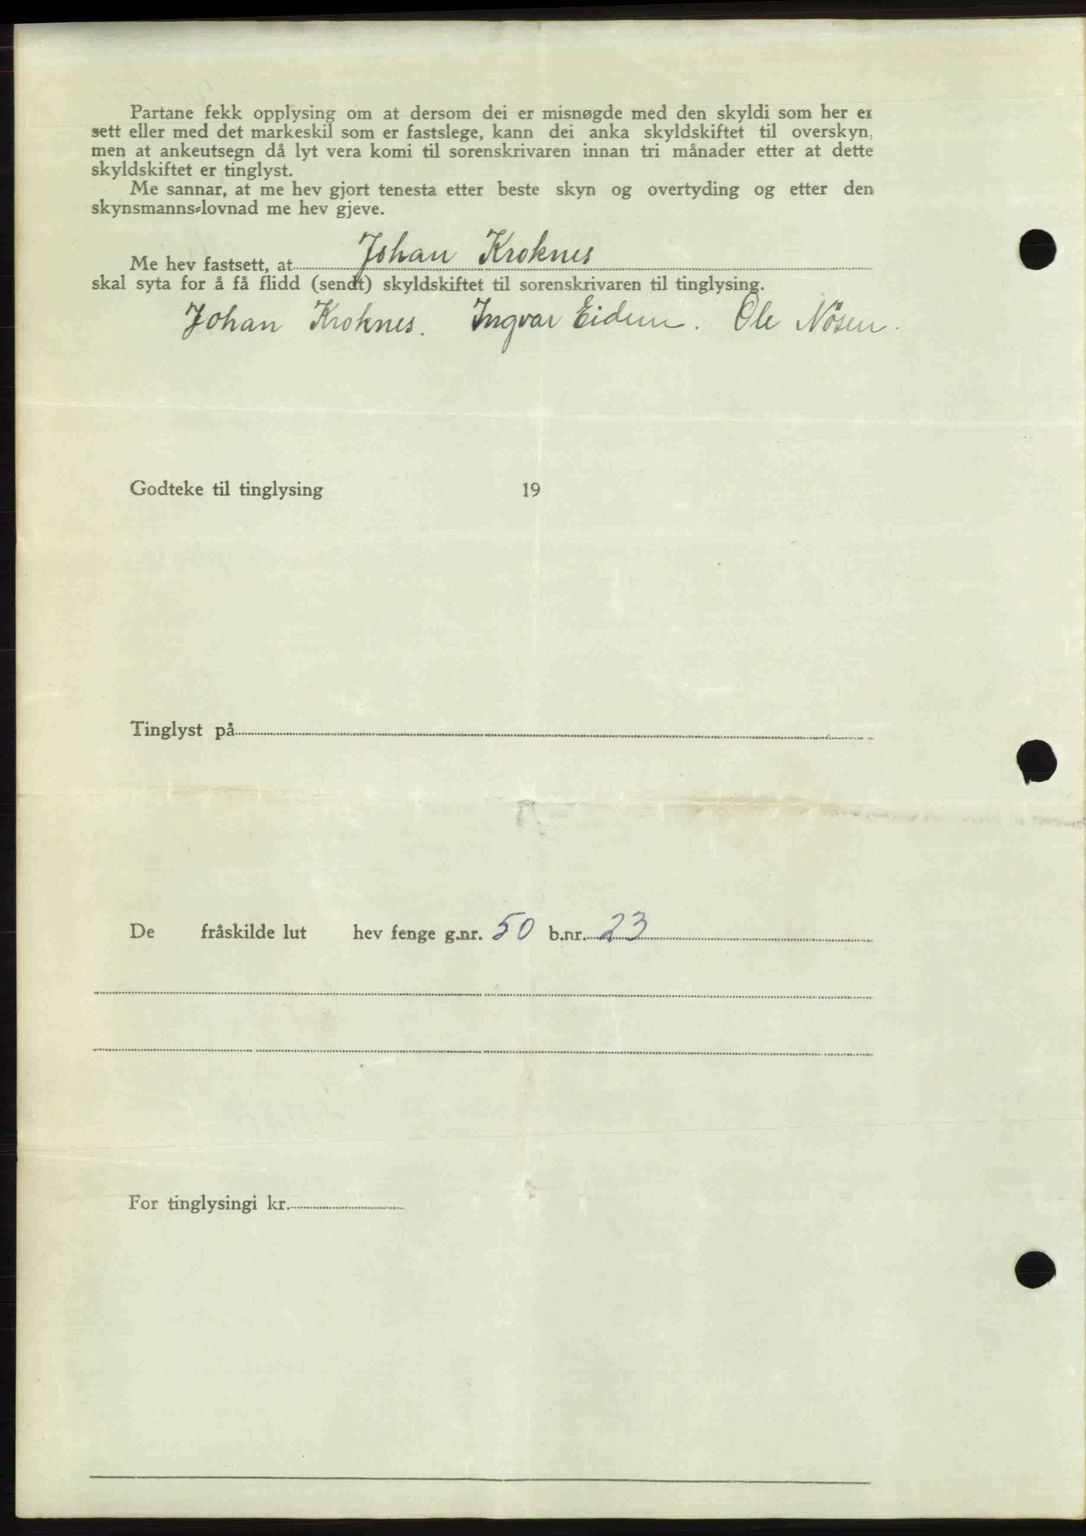 Partane fekk opplysing om at dersom dei er misnøgde med den skyldi som her er
sett eller med det markeskil som er fastslege, kann dei anka skyldskiftet til overskyn,
men at ankeutsegn då lyt vera komi til sorenskrivaren innan tri månader etter at dette
skyldskiftet er tinglyst.
Me sannar, at me hev gjort tenesta etter beste skyn og overtyding og etter den
skynsmanns-lovnad me hev gjeve.
Me hev fastsett, at Johan Kroknes
skal syta for å få flidd (sendt) skyldskiftet til sorenskrivaren til tinglysing.
Johan Kroknes. Ingvar Eidem. Ole Nøsen.
Godteke til tinglysing 19
Tinglyst på
De fråskilde lut hev fenge g.nr. 50 b.nr. 23
For tinglysingi kr.